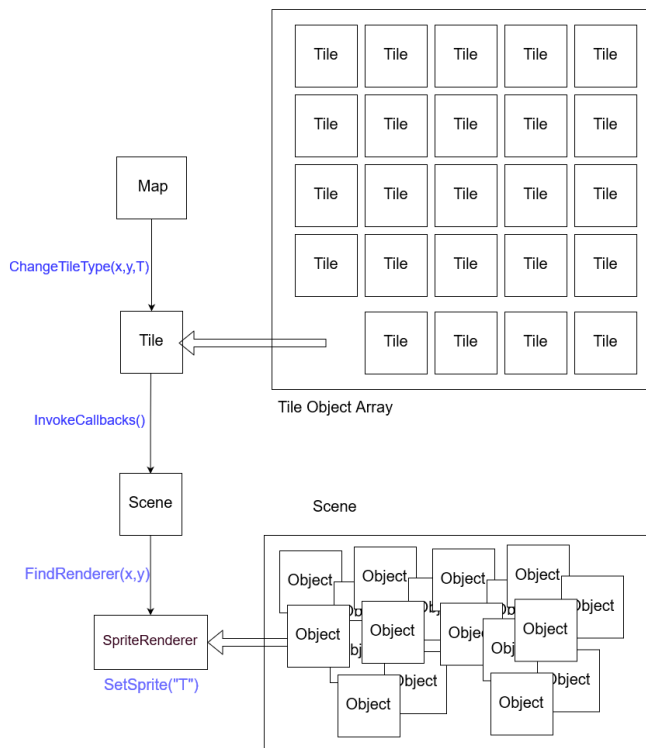 Tile Tile Tile Tile Tile
Tile Tile Tile Tile Tile
Map
Tile Tile Tile Tile Tile
ChangeTileType(x,y,T)
Tile Tile Tile Tile Tile
Tile
Tile Tile Tile Tile
Tile Object Array
InvokeCallbacks()
Scene
Scene
FindRenderer(x,y)
Object Object Object Object
Object
SpriteRenderer
Object Object Object Object
Object
SetSprite("T")
Object Object Object Object